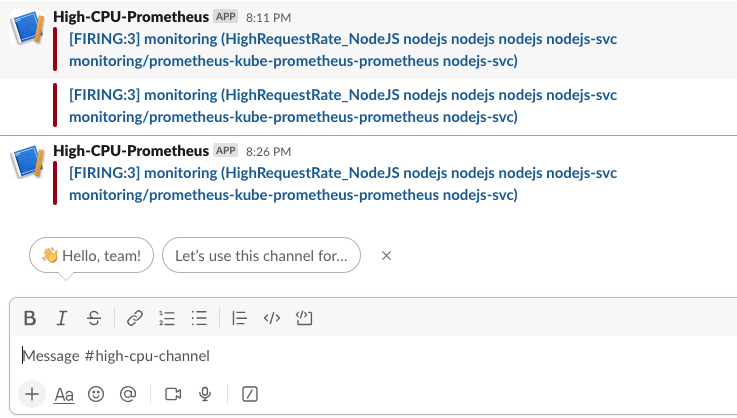 High-CPU-Prometheus APP 8:11 PM
[FIRING:3] monitoring (HighRequestRate_NodeJS nodejs nodejs nodejs nodejs-svc
monitoring/prometheus-kube-prometheus-prometheus nodejs-svc)
[FIRING:3] monitoring (HighRequestRate_NodeJS nodejs nodejs nodejs nodejs-svc
monitoring/prometheus-kube-prometheus-prometheus nodejs-svc)
High-CPU-Prometheus APP 8:26 PM
[FIRING:3] monitoring (HighRequestRate_NodeJS nodejs nodejs nodejs nodejs-svc
monitoring/prometheus-kube-prometheus-prometheus nodejs-svc)
👋 Hello, team! Let’s use this channel for...
B I S
Message #high-cpu-channel
Aa